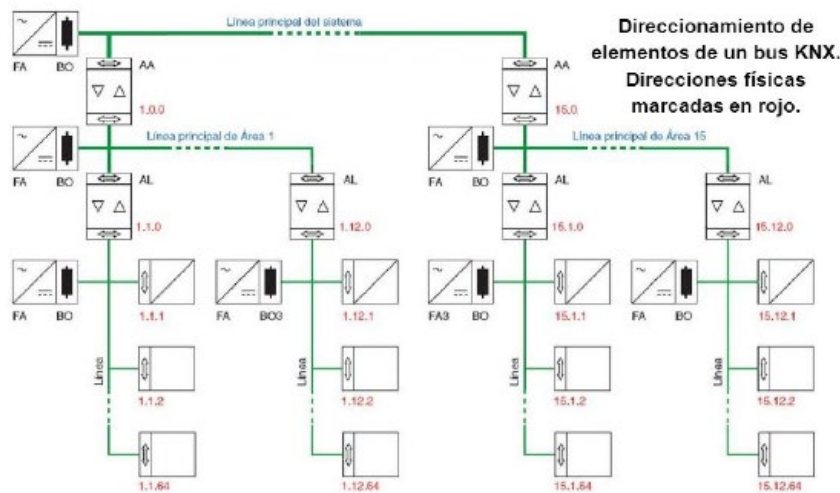 Línea principal del sistema
Direccionamiento de
elementos de un bus KNX.
Direcciones físicas
marcadas en rojo.
FA BO AA AA
1.0.0 15.0.
Línea principal de Área 1 Línea principal de Área 15
FA BO AL AL FA BO AL AL
1.1.0 1.12.0 15.1.0 15.12.0
FA BO 1.1.1 FA BO3 1.12.1 FA3 BO 15.1.1 FA BO 15.12.1
Línea Línea Línea Línea
1.1.2 1.12.2 15.1.2 15.12.2
1.1.64 1.12.64 15.1.64 15.12.64